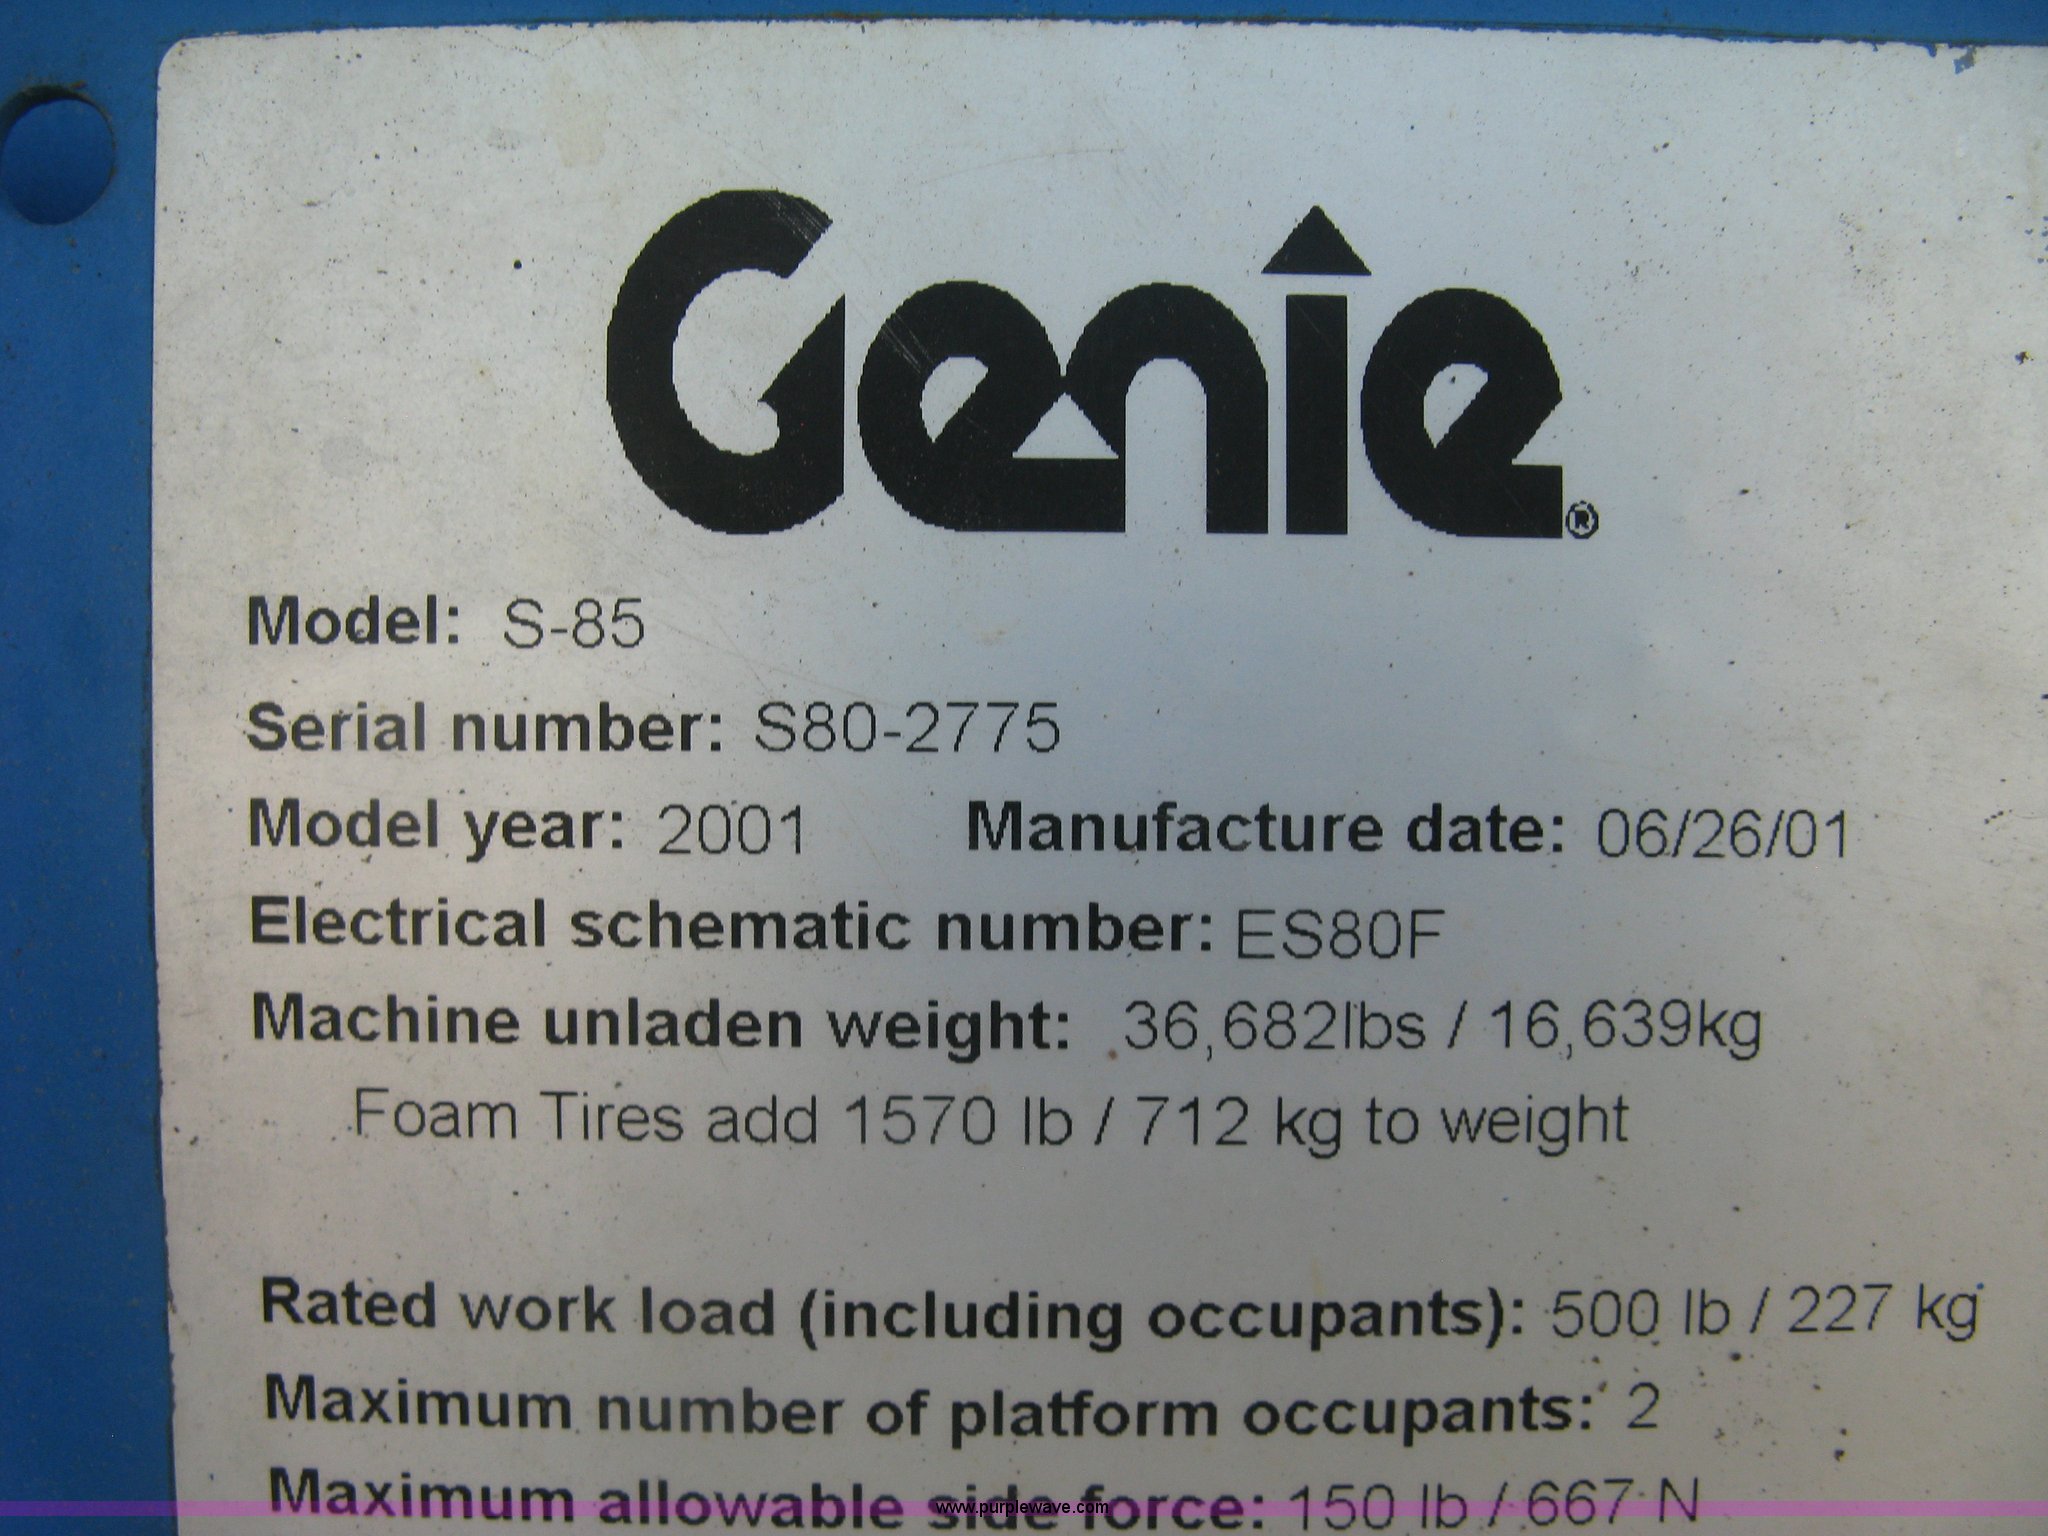 Genie®
Model: S-85
Serial number: S80-2775
Model year: 2001 Manufacture date: 06/26/01
Electrical schematic number: ES80F
Machine unladen weight: 36,682lbs / 16,639kg
Foam Tires add 1570 lb / 712 kg to weight
Rated work load (including occupants): 500 lb / 227 kg
Maximum number of platform occupants: 2
Maximum allowable side force: 150 lb / 667 N
www.purplewave.com